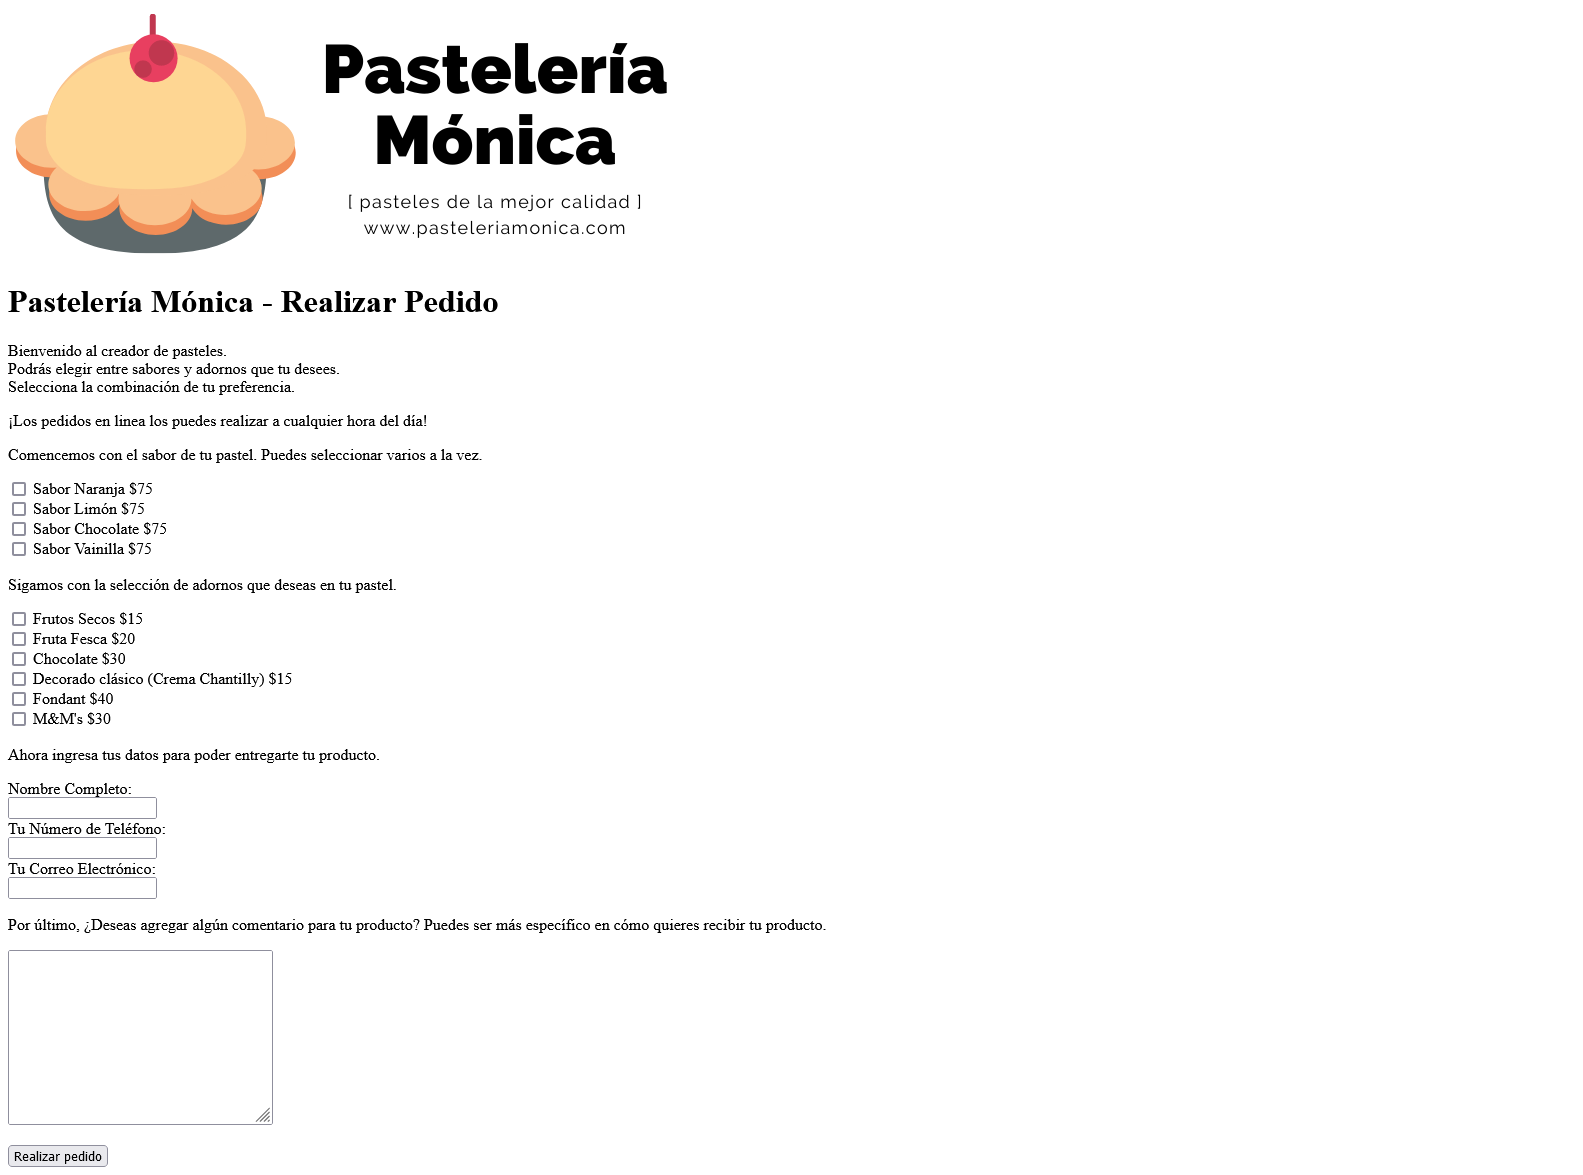 Pastelería
Mónica
[ pasteles de la mejor calidad ]
www.pasteleriamonica.com
Pastelería Mónica - Realizar Pedido
Bienvenido al creador de pasteles.
Podrás elegir entre sabores y adornos que tu desees.
Selecciona la combinación de tu preferencia.
¡Los pedidos en linea los puedes realizar a cualquier hora del día!
Comencemos con el sabor de tu pastel. Puedes seleccionar varios a la vez.
Sabor Naranja $75
Sabor Limón $75
Sabor Chocolate $75
Sabor Vainilla $75
Sigamos con la selección de adornos que deseas en tu pastel.
Frutos Secos $15
Fruta Fesca $20
Chocolate $30
Decorado clásico (Crema Chantilly) $15
Fondant $40
M&M's $30
Ahora ingresa tus datos para poder entregarte tu producto.
Nombre Completo:
Tu Número de Teléfono:
Tu Correo Electrónico:
Por último, ¿Deseas agregar algún comentario para tu producto? Puedes ser más específico en cómo quieres recibir tu producto.
Realizar pedido